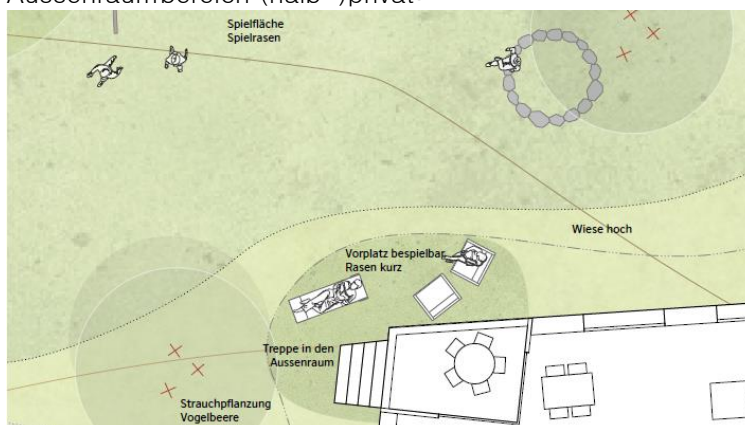 Aussenraumbereich (halb-)privat
Spielfläche
Spielrasen
Wiese hoch
Vorplatz bespielbar
Rasen kurz
Treppe in den
Aussenraum
Strauchpflanzung
Vogelbeere